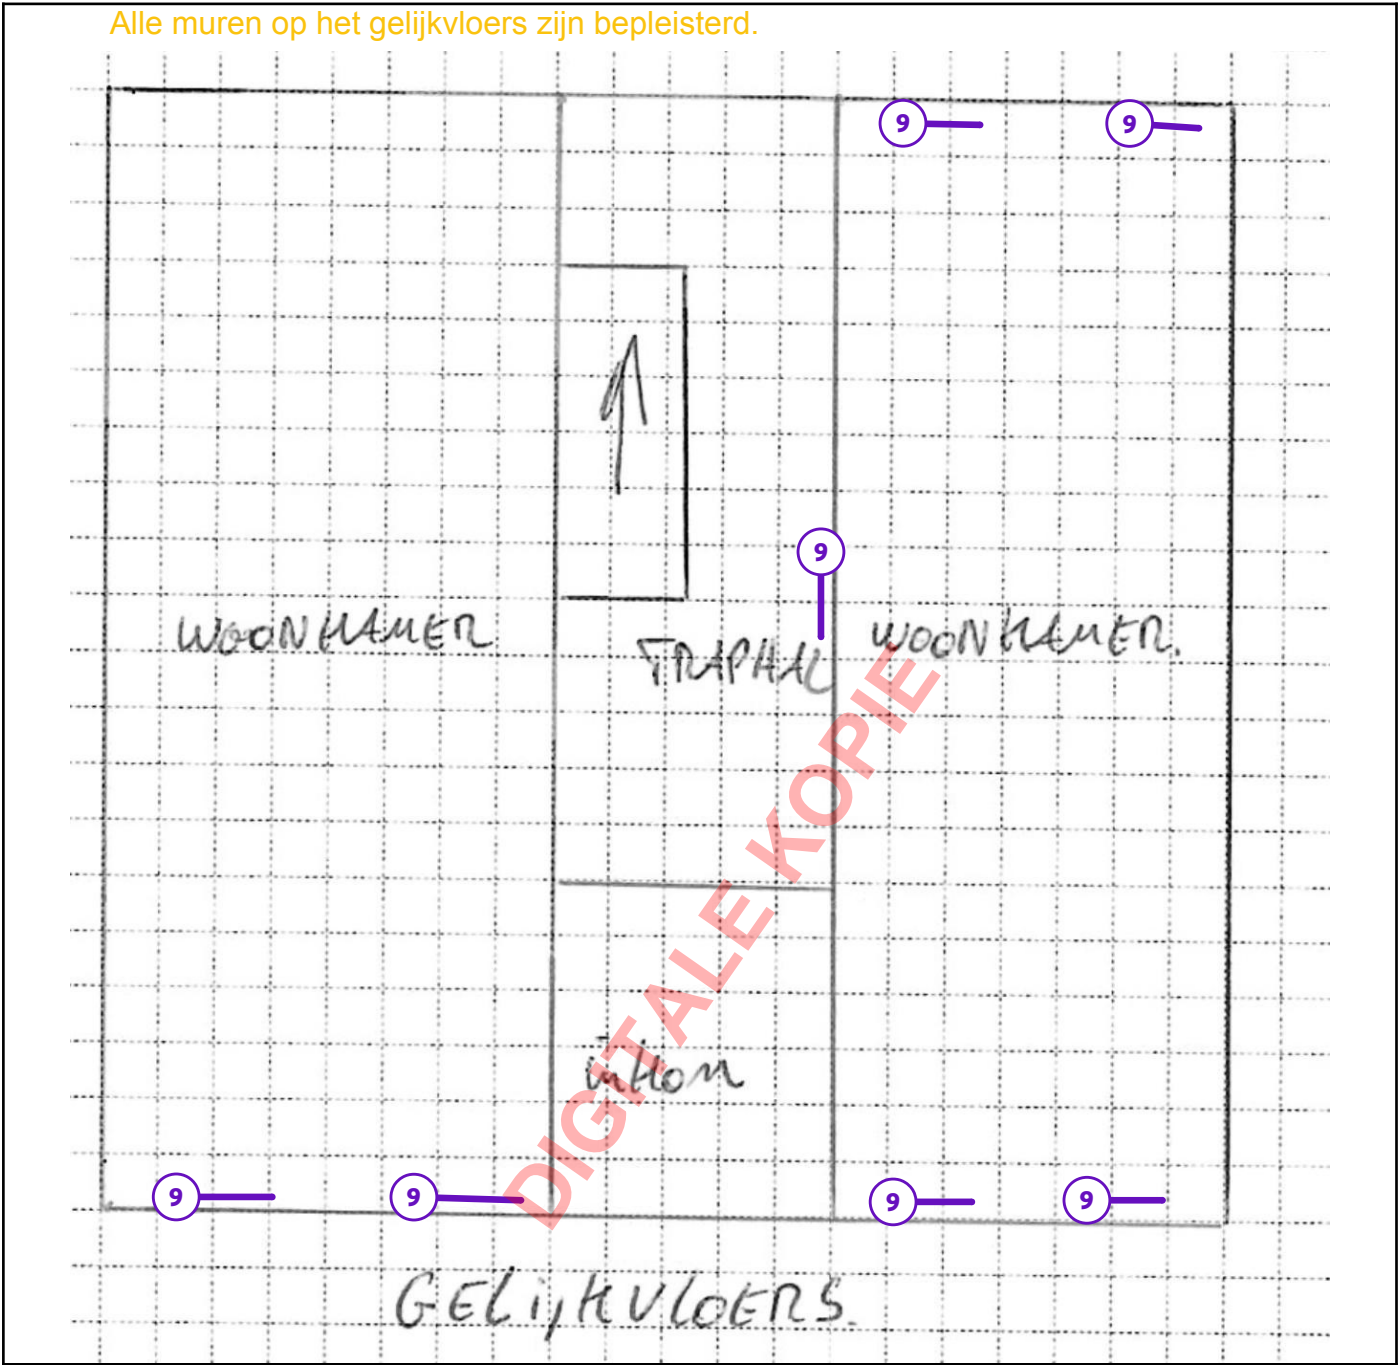 Alle muren op het gelijkvloers zijn bepleisterd.
9
9
9
WOONKAMER
TRAPHAL
WOONKAMER.
DIGITALE KOPIE
inkom
9
9
9
9
GELijKVLOERS.